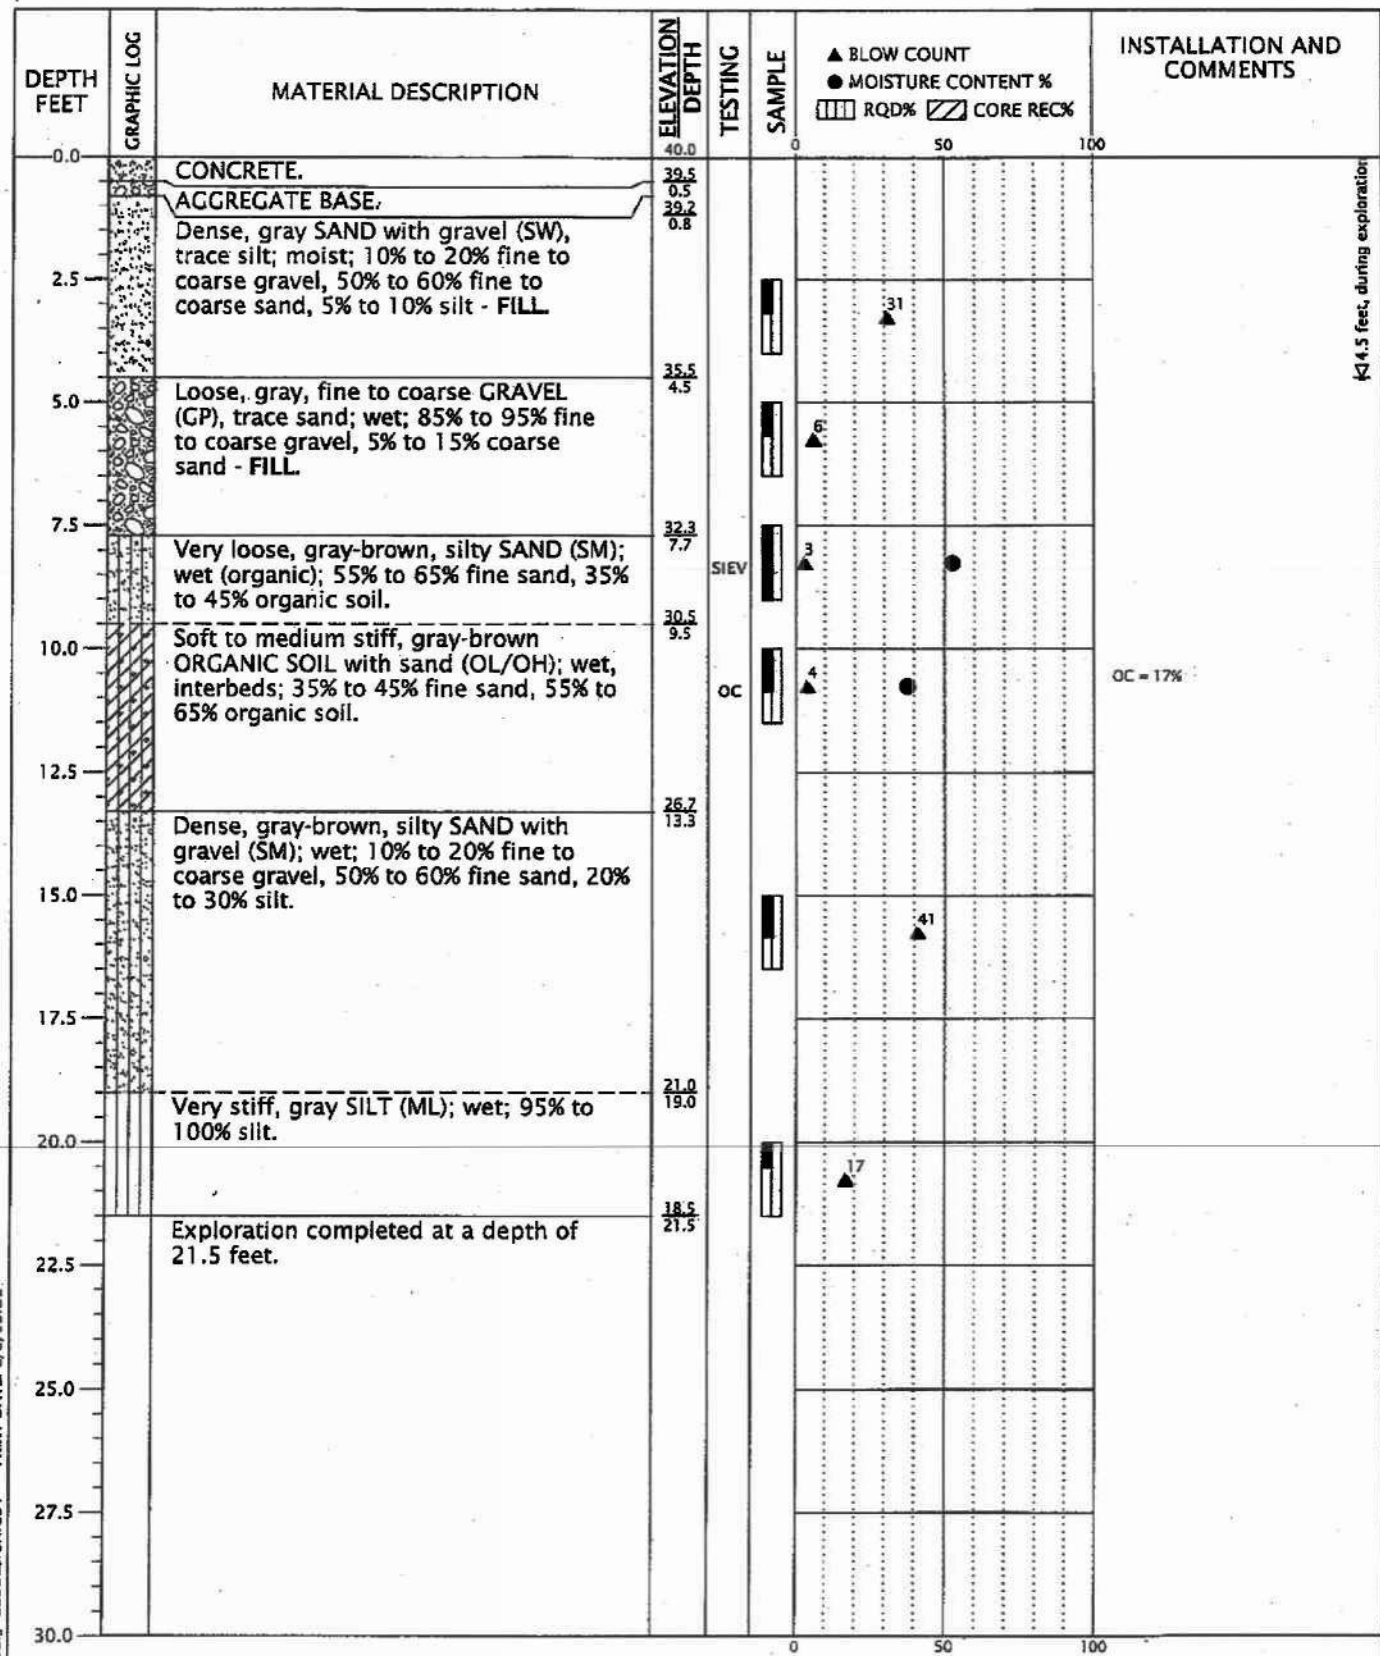 DEPTH
FEET
GRAPHIC LOG
MATERIAL DESCRIPTION
ELEVATION
DEPTH
TESTING
SAMPLE
▲ BLOW COUNT
● MOISTURE CONTENT %
RQD% CORE REC%
INSTALLATION AND
COMMENTS
0.0
40.0
0 50 100
CONCRETE.
39.5
0.5
AGGREGATE BASE.
39.2
0.8
Dense, gray SAND with gravel (SW),
trace silt; moist; 10% to 20% fine to
coarse gravel, 50% to 60% fine to
coarse sand, 5% to 10% silt - FILL.
2.5
31
4.5 feet, during exploration
35.5
4.5
Loose, gray, fine to coarse GRAVEL
(GP), trace sand; wet; 85% to 95% fine
to coarse gravel, 5% to 15% coarse
sand - FILL.
5.0
6
7.5
32.3
7.7
Very loose, gray-brown, silty SAND (SM);
wet (organic); 55% to 65% fine sand, 35%
to 45% organic soil.
SIEV
3
30.5
9.5
Soft to medium stiff, gray-brown
ORGANIC SOIL with sand (OL/OH); wet,
interbeds; 35% to 45% fine sand, 55% to
65% organic soil.
10.0
OC
4
OC = 17%
12.5
26.7
13.3
Dense, gray-brown, silty SAND with
gravel (SM); wet; 10% to 20% fine to
coarse gravel, 50% to 60% fine sand, 20%
to 30% silt.
15.0
41
17.5
21.0
19.0
Very stiff, gray SILT (ML); wet; 95% to
100% silt.
20.0
17
18.5
21.5
Exploration completed at a depth of
21.5 feet.
22.5
25.0
27.5
30.0
0 50 100